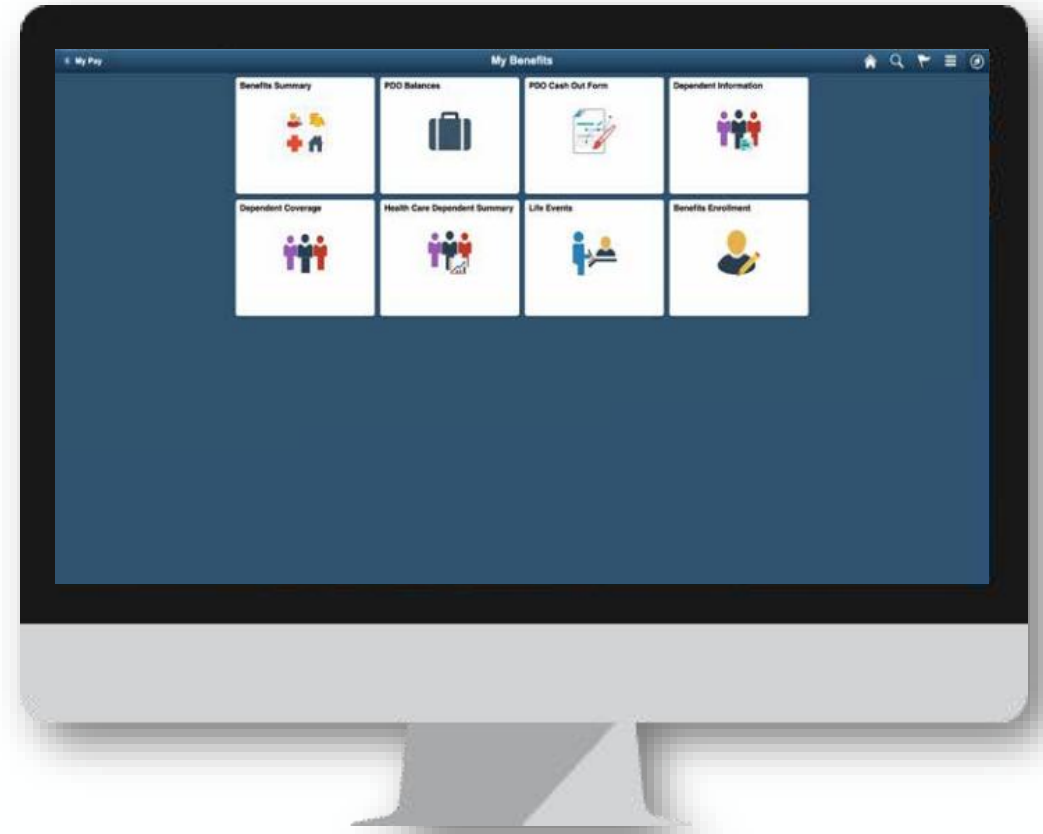 My Pay
My Benefits
Benefits Summary
PDO Balances
PDO Cash Out Form
Dependent Information
Dependent Coverage
Health Care Dependent Summary
Life Events
Benefits Enrollment